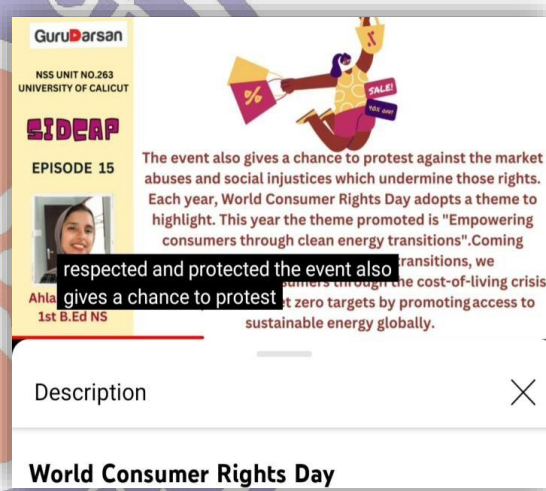 GuruDarsan
NSS UNIT NO.263
UNIVERSITY OF CALICUT
SIDCAP
EPISODE 15
Ahla
1st B.Ed NS
%
SALE!
40% OFF!
The event also gives a chance to protest against the market
abuses and social injustices which undermine those rights.
Each year, World Consumer Rights Day adopts a theme to
highlight. This year the theme promoted is "Empowering
consumers through clean energy transitions".Coming
transitions, we
through the cost-of-living crisis
t zero targets by promoting access to
sustainable energy globally.
respected and protected the event also
gives a chance to protest
Description
World Consumer Rights Day